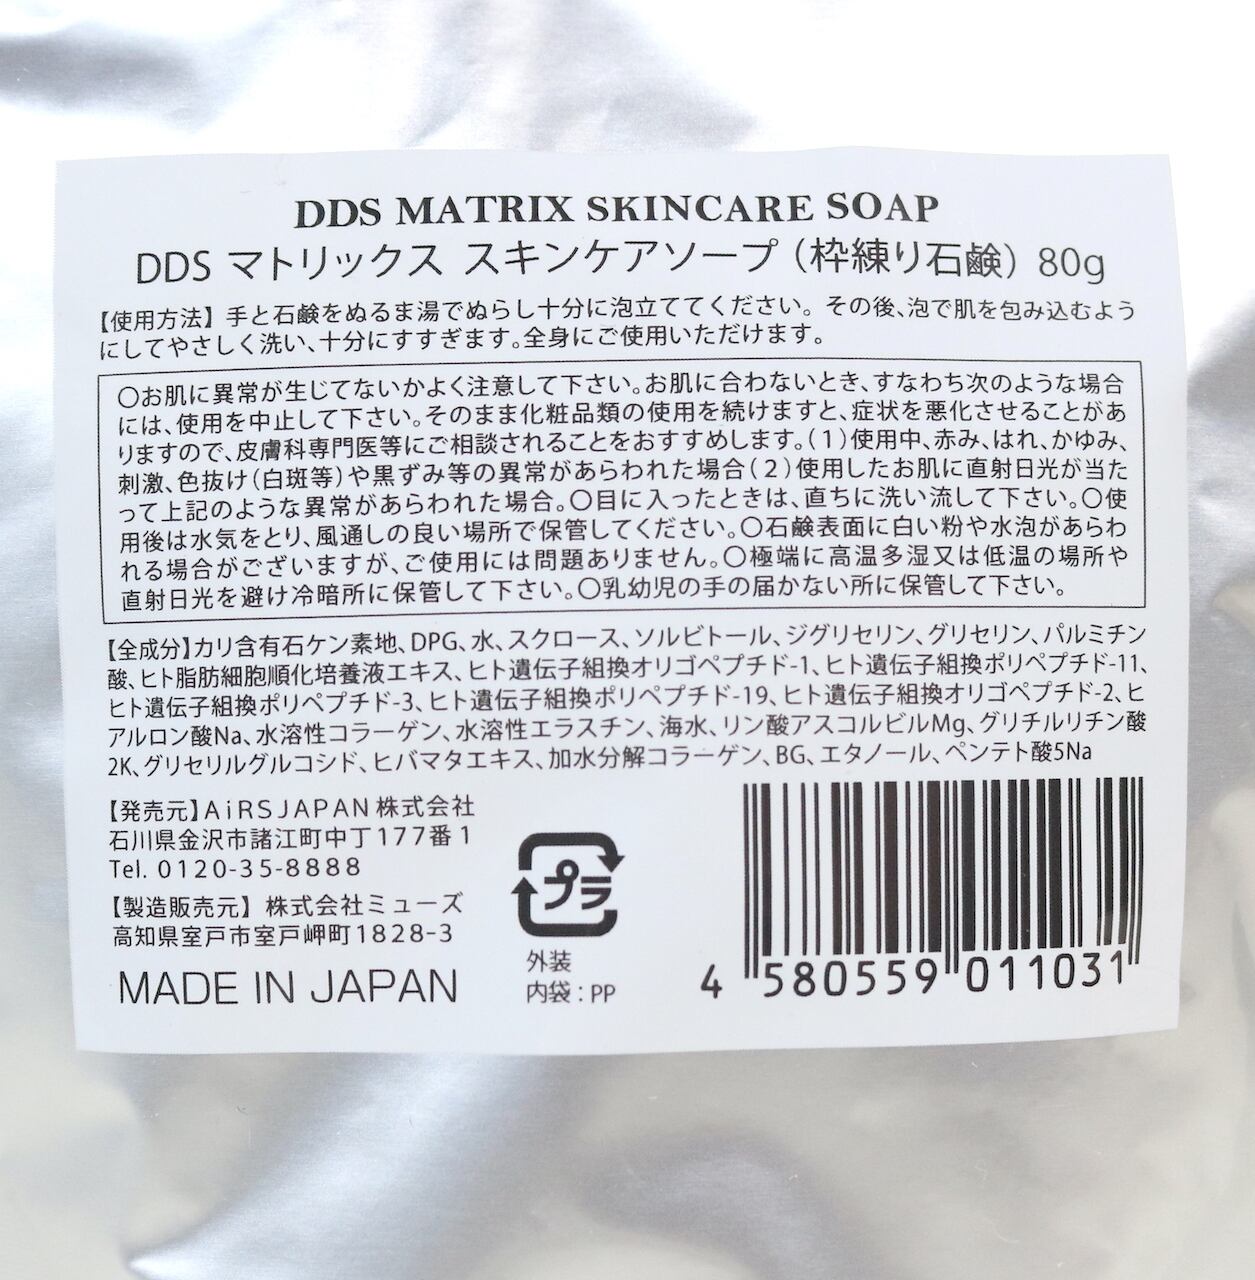 DDS MATRIX SKINCARE SOAP
DDS マトリックス スキンケアソープ（枠練り石鹸）80g
【使用方法】手と石鹸をぬるま湯でぬらし十分に泡立ててください。その後、泡で肌を包み込むよう
にしてやさしく洗い、十分にすすぎます。全身にご使用いただけます。
〇お肌に異常が生じてないかよく注意して下さい。お肌に合わないとき、すなわち次のような場合
には、使用を中止して下さい。そのまま化粧品類の使用を続けますと、症状を悪化させることがあ
りますので、皮膚科専門医等にご相談されることをおすすめします。（1）使用中、赤み、はれ、かゆみ、
刺激、色抜け（白斑等）や黒ずみ等の異常があらわれた場合（2）使用したお肌に直射日光が当た
って上記のような異常があらわれた場合。〇目に入ったときは、直ちに洗い流して下さい。〇使
用後は水気をとり、風通しの良い場所で保管してください。〇石鹸表面に白い粉や水泡があらわ
れる場合がございますが、ご使用には問題ありません。〇極端に高温多湿又は低温の場所や
直射日光を避け冷暗所に保管して下さい。〇乳幼児の手の届かない所に保管して下さい。
【全成分】カリ含有石ケン素地、DPG、水、スクロース、ソルビトール、ジグリセリン、グリセリン、パルミチン
酸、ヒト脂肪細胞順化培養液エキス、ヒト遺伝子組換オリゴペプチド-1、ヒト遺伝子組換ポリペプチド-11、
ヒト遺伝子組換ポリペプチド-3、ヒト遺伝子組換ポリペプチド-19、ヒト遺伝子組換オリゴペプチド-2、ヒ
アルロン酸Na、水溶性コラーゲン、水溶性エラスチン、海水、リン酸アスコルビルMg、グリチルリチン酸
2K、グリセリルグルコシド、ヒバマタエキス、加水分解コラーゲン、BG、エタノール、ペンテト酸5Na
【発売元】AiRSJAPAN株式会社
石川県金沢市諸江町中丁177番1
Tel. 0120-35-8888
【製造販売元】株式会社ミューズ
高知県室戸市室戸岬町1828-3
MADE IN JAPAN
プラ
外装
内袋：PP
4 580559 011031